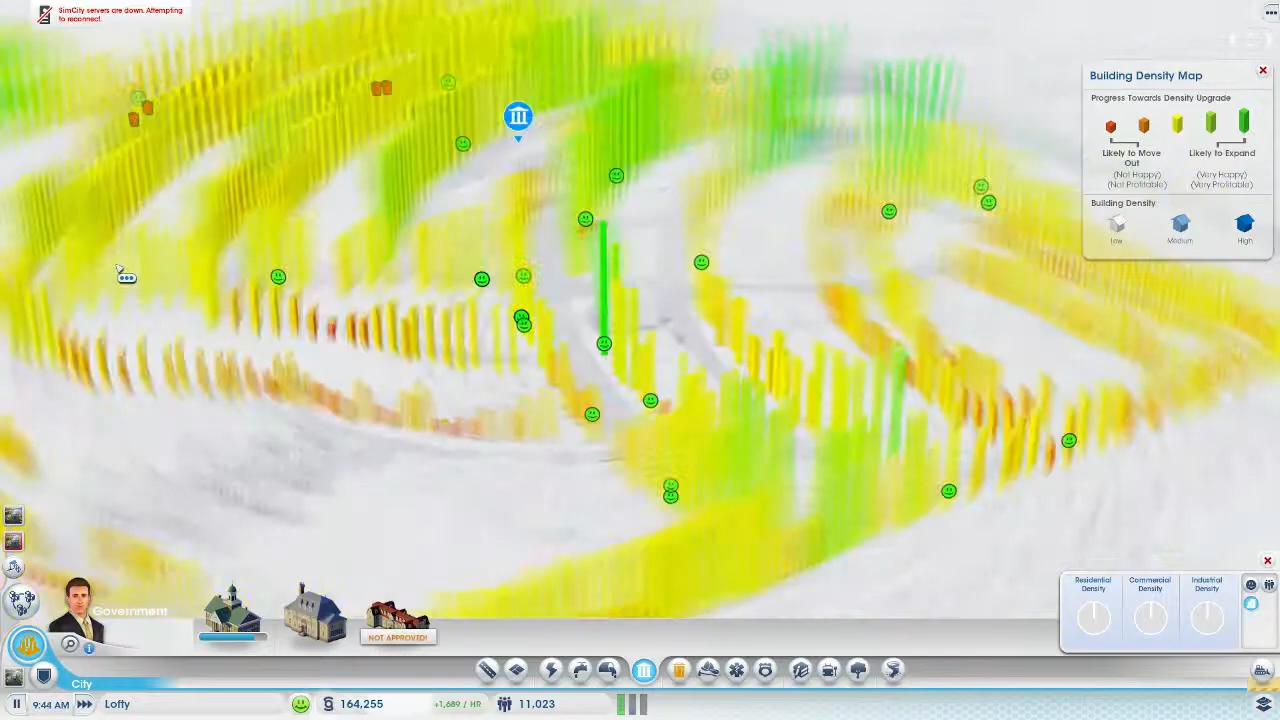 SimCity servers are down. Attempting
to reconnect.
Building Density Map
Progress Towards Density Upgrade
Likely to Move
Out
Likely to Expand
(Not Happy)
(Very Happy)
(Not Profitable)
(Very Profitable)
Building Density
Low
Medium
High
Residential
Density
Commercial
Density
Industrial
Density
Government
NOT APPROVED!
City
9:44 AM
Loffy
164,255
+1,689 / HR
11,023